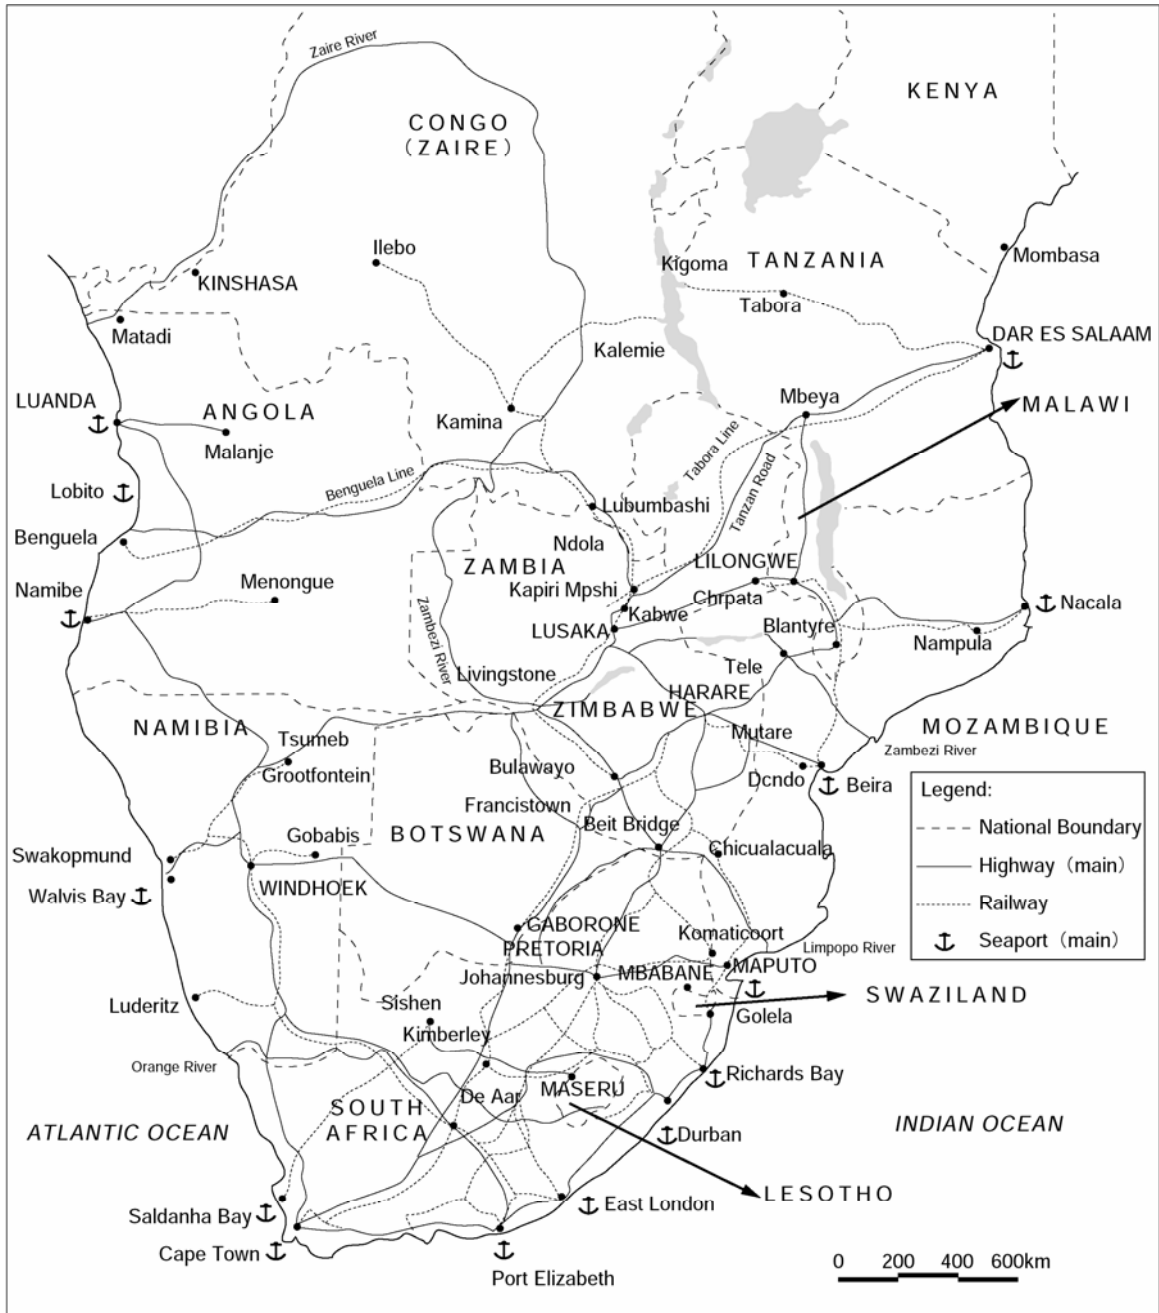 Zaire River
KENYA
CONGO
(ZAIRE)
Ilebo
Mombasa
Kigoma
TANZANIA
KINSHASA
Tabora
Matadi
DAR ES SALAAM
Kalemie
Mbeya
LUANDA
ANGOLA
Kamina
MALAWI
Malanje
Tabora Line
Tanzan Road
Benguela Line
Lobito
Lubumbashi
Benguela
Ndola
ZAMBIA
LILONGWE
Namibe
Menongue
Kapiri Mpshi
Chrpata
Nacala
Zambezi River
Kabwe
LUSAKA
Blantyre
Nampula
Livingstone
Tele
HARARE
ZIMBABWE
NAMIBIA
MOZAMBIQUE
Tsumeb
Mutare
Zambezi River
Grootfontein
Bulawayo
Dcndo
Beira
Legend:
National Boundary
Highway (main)
Railway
Seaport (main)
Francistown
Gobabis
BOTSWANA
Beit Bridge
Chicualacuala
Swakopmund
WINDHOEK
Walvis Bay
GABORONE
Komaticoort
PRETORIA
Limpopo River
Johannesburg
MBABANE
MAPUTO
SWAZILAND
Luderitz
Sishen
Golela
Kimberley
Orange River
Richards Bay
De Aar
MASERU
SOUTH
AFRICA
ATLANTIC OCEAN
Durban
INDIAN OCEAN
LESOTHO
East London
Saldanha Bay
Cape Town
Port Elizabeth
0 200 400 600km